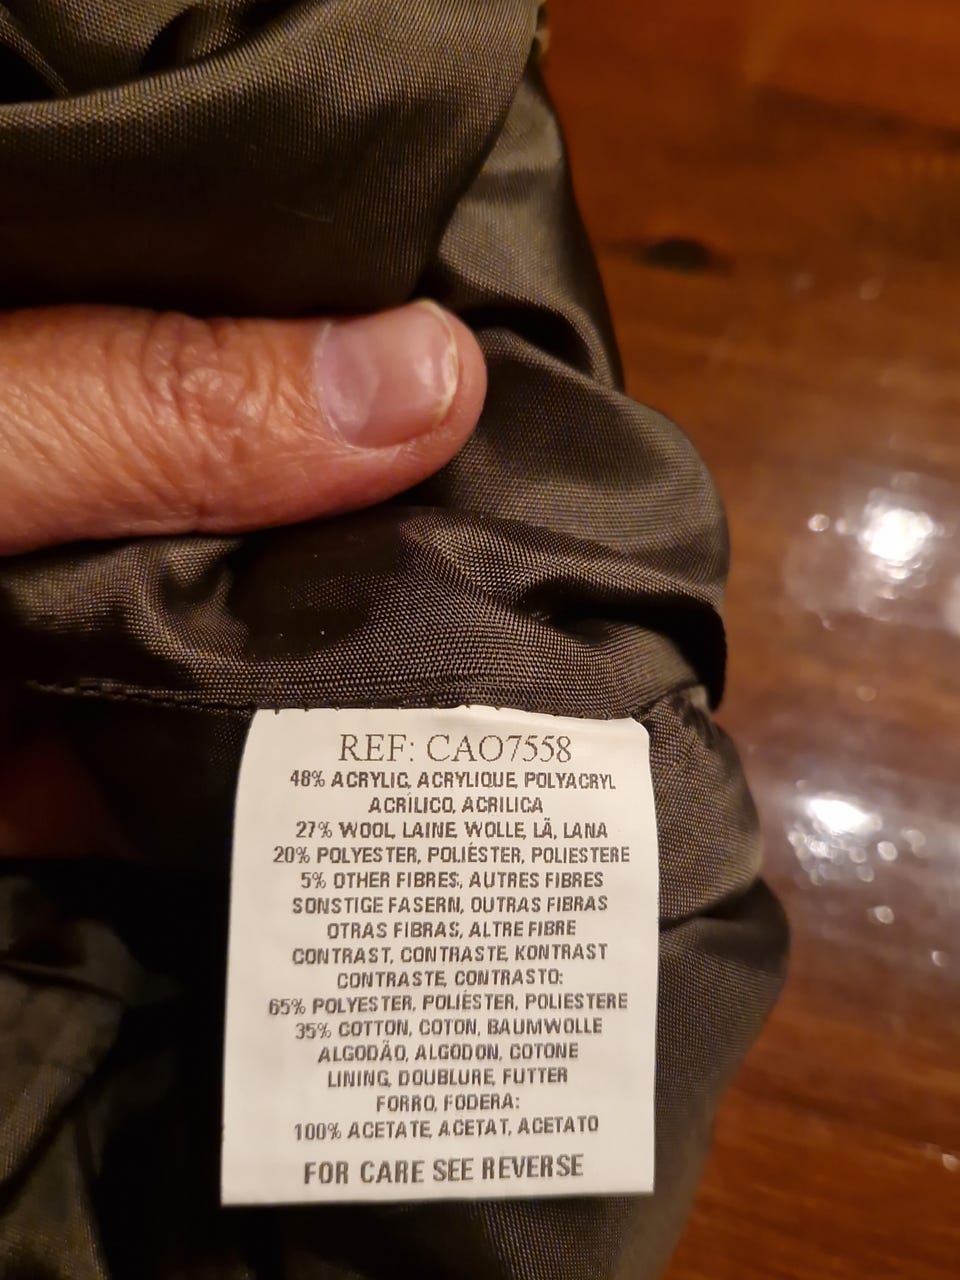 REF: CAO7558
48% ACRYLIC, ACRYLIQUE, POLYACRYL
ACRÍLICO, ACRILICA
27% WOOL, LAINE, WOLLE, LÃ, LANA
20% POLYESTER, POLIÉSTER, POLIESTERE
5% OTHER FIBRES, AUTRES FIBRES
SONSTIGE FASERN, OUTRAS FIBRAS
OTRAS FIBRAS, ALTRE FIBRE
CONTRAST, CONTRASTE, KONTRAST
CONTRASTE, CONTRASTO:
65% POLYESTER, POLIÉSTER, POLIESTERE
35% COTTON, COTON, BAUMWOLLE
ALGODÃO, ALGODON, COTONE
LINING, DOUBLURE, FUTTER
FORRO, FODERA:
100% ACETATE, ACETAT, ACETATO
FOR CARE SEE REVERSE